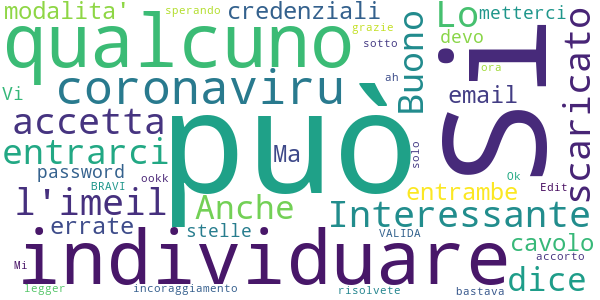 modalita' sperando credenziali Lo metterci
qualcuno grazie sotto devo
Vi coronaviru ah Buono Si ora scaricato
accetta email
entrarci può Ma solo
password ookk entrambe Ok Edit
l'imeil BRAVI Anche Interessante
errate stelle VALIDA cavolo
Mi individuare accorto
legger incoraggiamento risolvete bastava dice